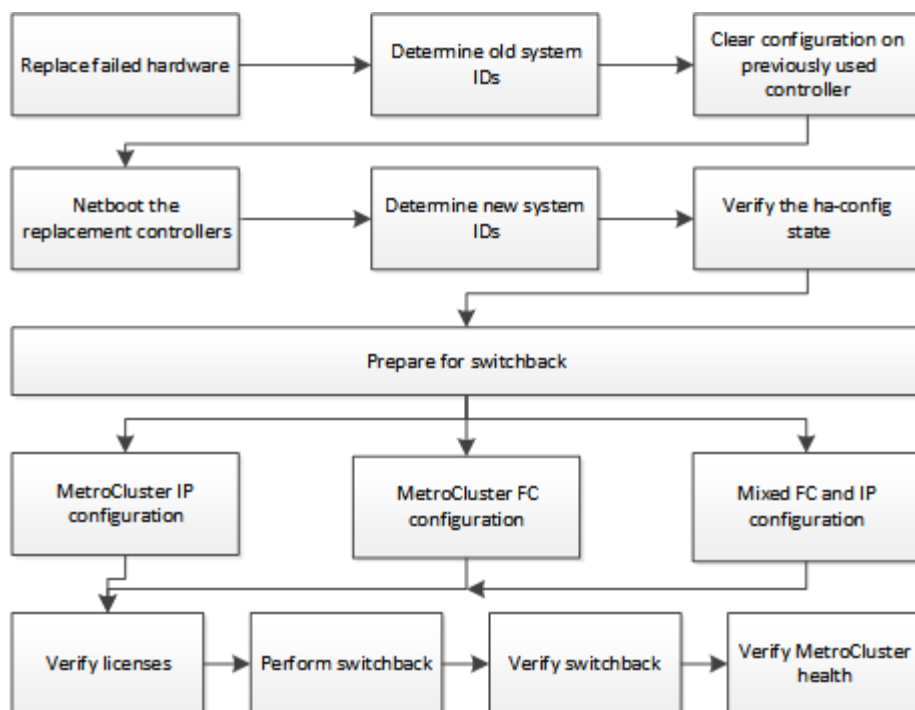 Replace failed hardware
Determine old system
IDs
Clear configuration on
previously used
controller
Netboot the
replacement controllers
Determine new system
IDs
Verify the ha-config
state
Prepare for switchback
MetroCluster IP
configuration
MetroCluster FC
configuration
Mixed FC and IP
configuration
Verify licenses
Perform switchback
Verify switchback
Verify MetroCluster
health